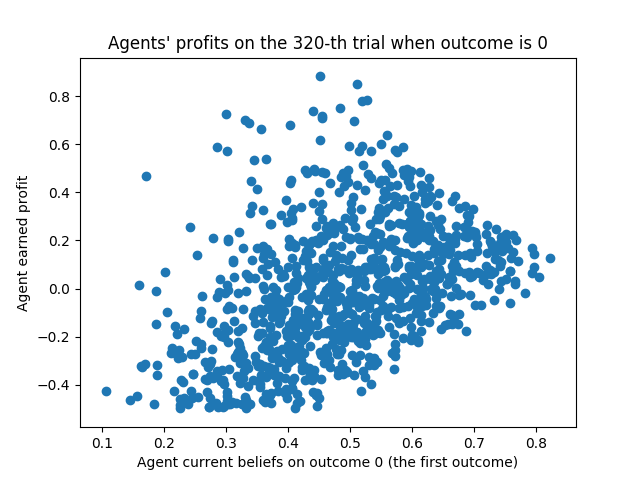 Agents' profits on the 320-th trial when outcome is 0
Agent earned profit
0.8
0.6
0.4
0.2
0.0
−0.2
−0.4
0.1 0.2 0.3 0.4 0.5 0.6 0.7 0.8
Agent current beliefs on outcome 0 (the first outcome)